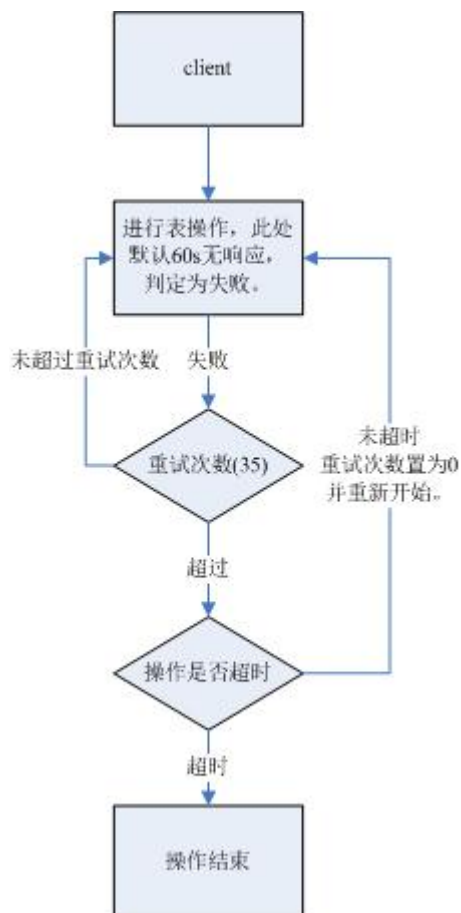 client
进行表操作，此处
默认60s无响应，
判定为失败。
未超过重试次数
失败
未超时
重试次数置为0
并重新开始。
重试次数(35)
超过
操作是否超时
超时
操作结束